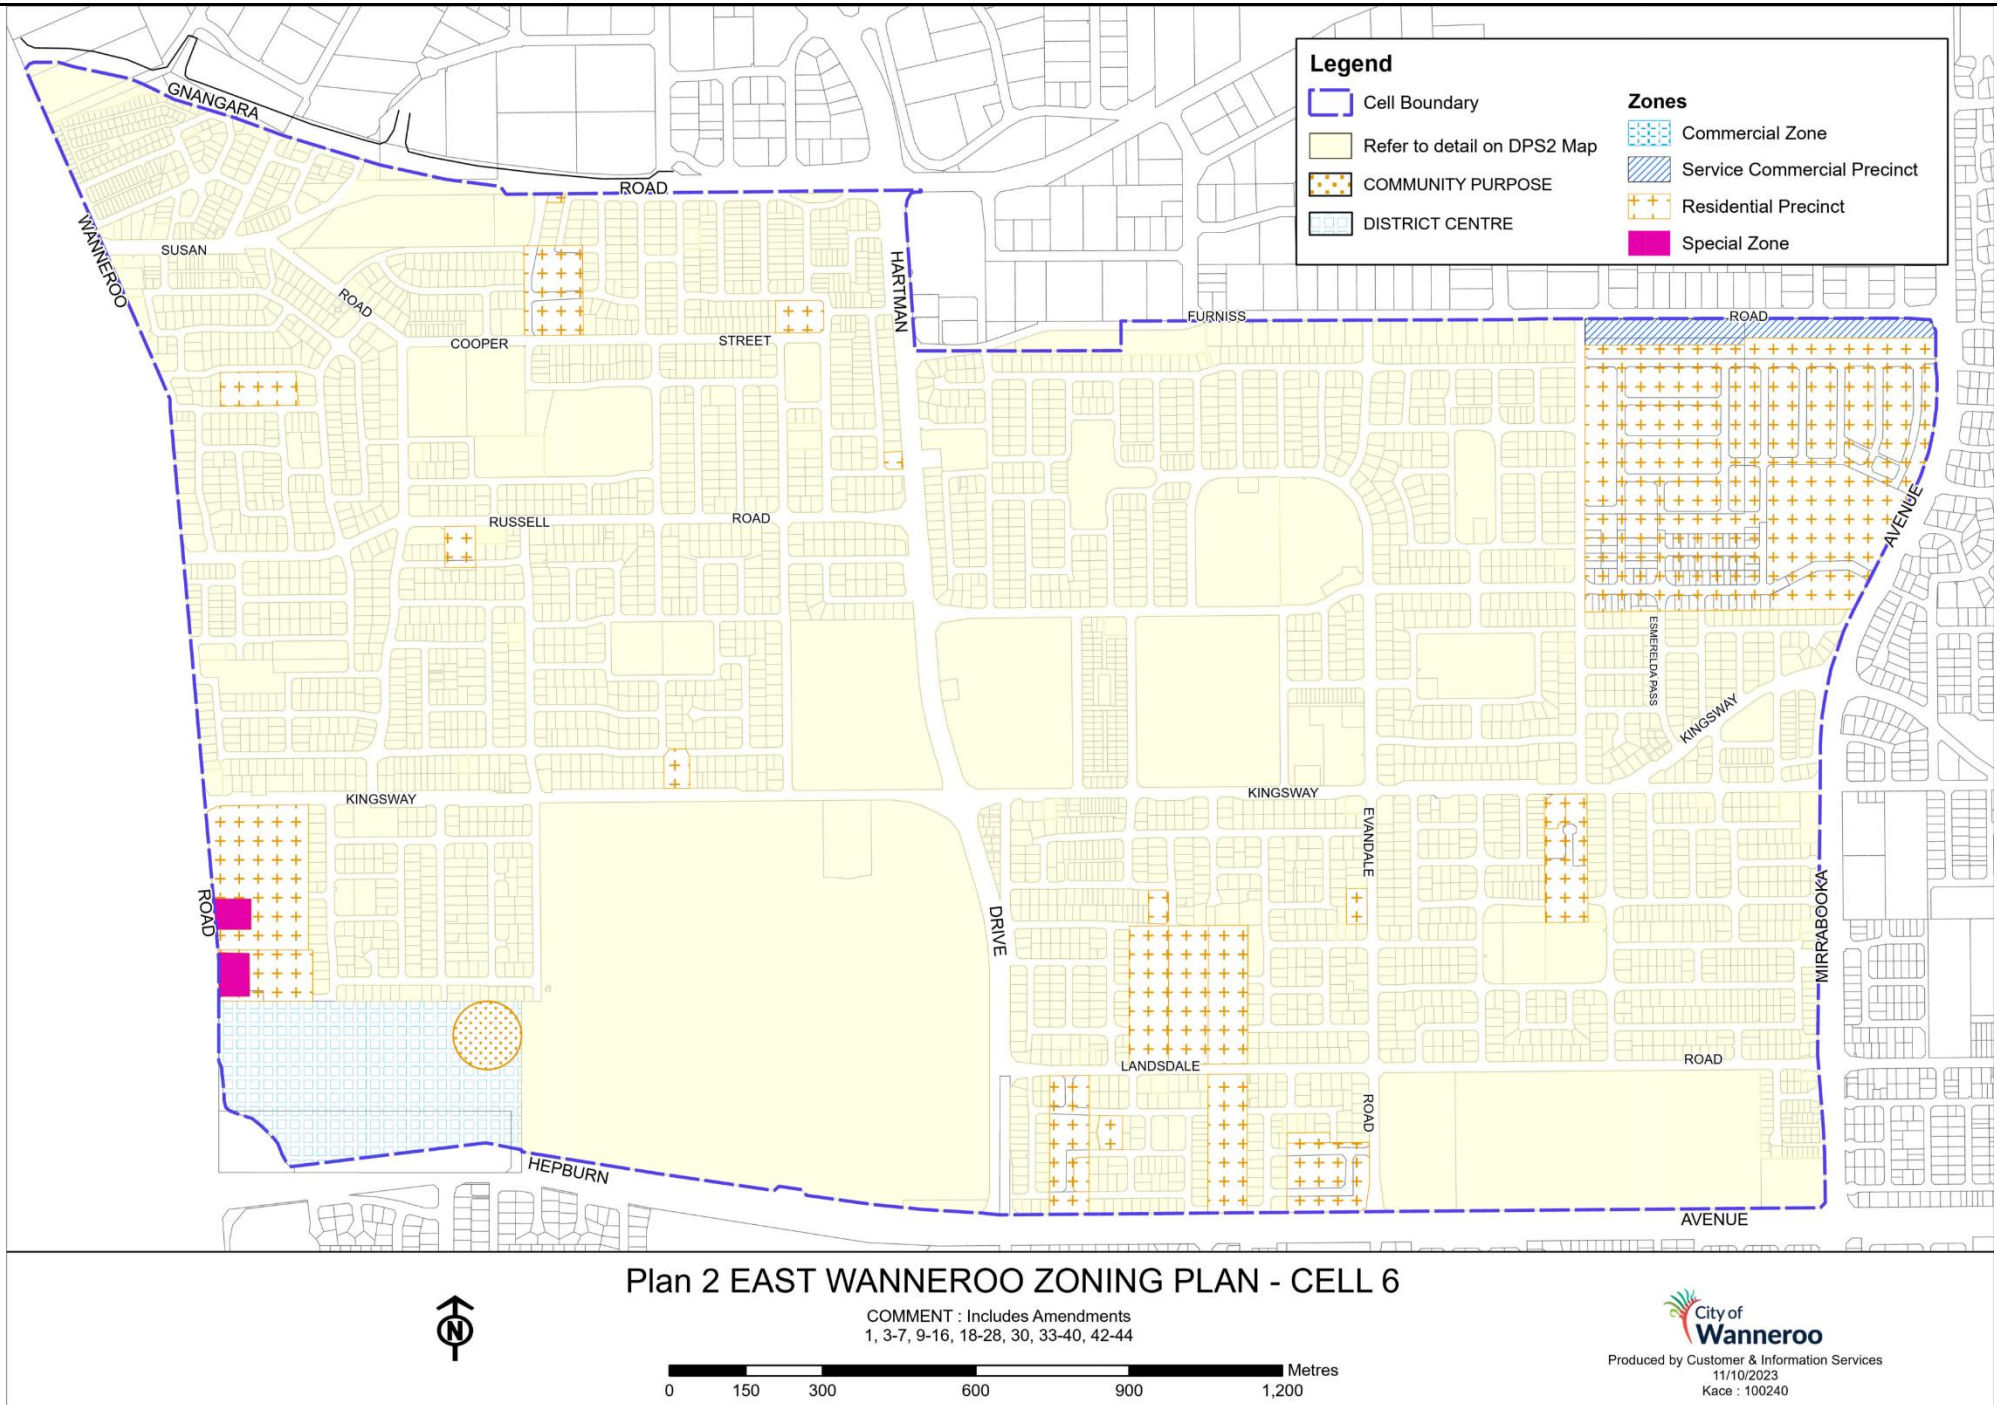 Legend
Cell Boundary
Refer to detail on DPS2 Map
COMMUNITY PURPOSE
DISTRICT CENTRE
Zones
Commercial Zone
Service Commercial Precinct
Residential Precinct
Special Zone
GNANGARA
ROAD
WANNEROO
SUSAN
ROAD
HARTMAN
COOPER
STREET
FURNISS
ROAD
RUSSELL
ROAD
AVENUE
ESMERELDA PASS
KINGSWAY
KINGSWAY
KINGSWAY
EVANDALE
ROAD
DRIVE
MIRRABOOKA
LANDSDALE
ROAD
ROAD
HEPBURN
AVENUE
Plan 2 EAST WANNEROO ZONING PLAN - CELL 6
COMMENT : Includes Amendments
1, 3-7, 9-16, 18-28, 30, 33-40, 42-44
N
Metres
0 150 300 600 900 1,200
City of
Wanneroo
Produced by Customer & Information Services
11/10/2023
Kace : 100240